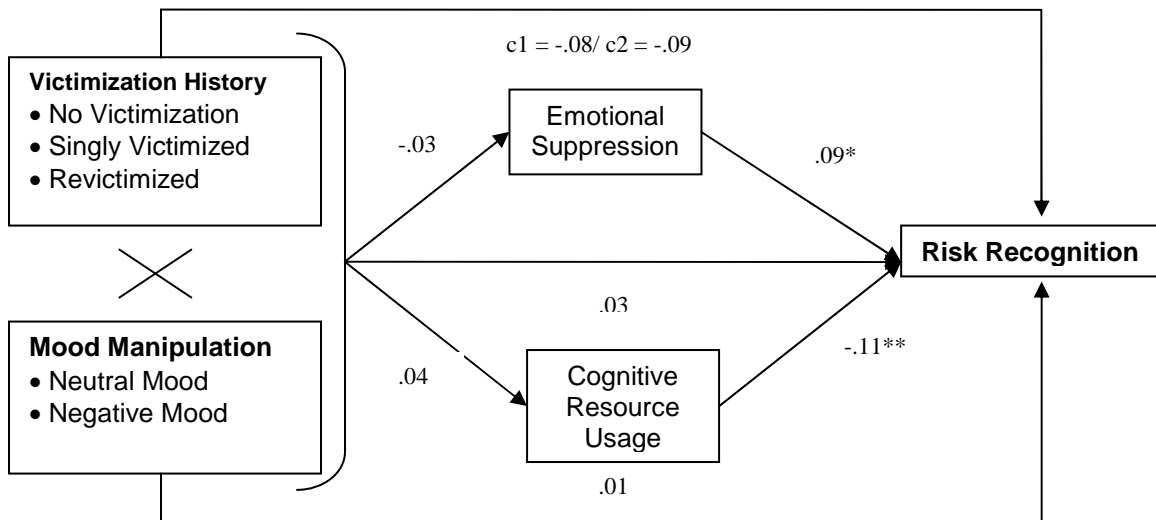 c1 = -.08/ c2 = -.09
Victimization History
• No Victimization
• Singly Victimized
• Revictimized
Emotional
Suppression
-.03
.09*
Risk Recognition
.03
Mood Manipulation
• Neutral Mood
• Negative Mood
.04
Cognitive
Resource
Usage
-.11**
.01